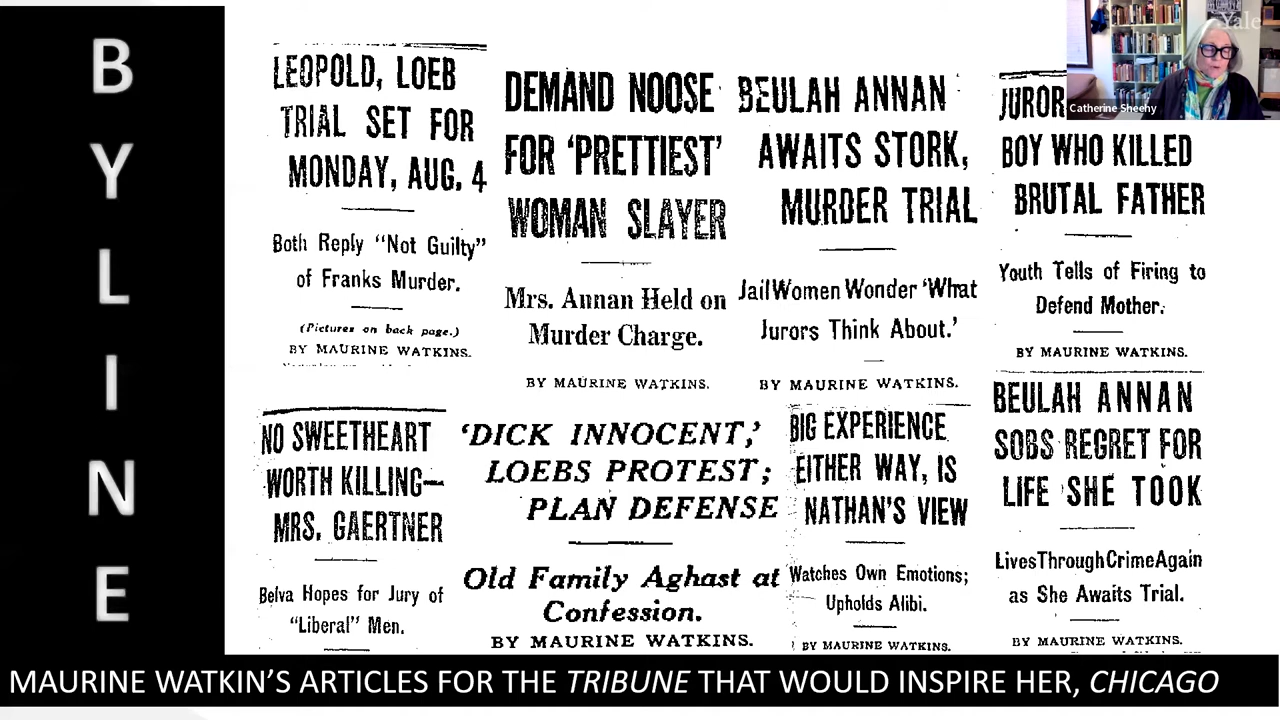 BYLINE
LEOPOLD, LOEB
TRIAL SET FOR
MONDAY, AUG. 4
Both Reply "Not Guilty"
of Franks Murder.
(Pictures on back page.)
BY MAURINE WATKINS.
DEMAND NOOSE
FOR 'PRETTIEST'
WOMAN SLAYER
Mrs. Annan Held on
Murder Charge.
BY MAURINE WATKINS.
BEULAH ANNAN
AWAITS STORK,
MURDER TRIAL
Jail Women Wonder 'What
Jurors Think About.'
BY MAURINE WATKINS.
BOY WHO KILLED
BRUTAL FATHER
Youth Tells of Firing to
Defend Mother.
BY MAURINE WATKINS.
Yale
Catherine Sheehy
NO SWEETHEART
WORTH KILLING—
MRS. GAERTNER
Belva Hopes for Jury of
"Liberal" Men.
'DICK INNOCENT,'
LOEBS PROTEST;
PLAN DEFENSE
Old Family Aghast at
Confession.
BY MAURINE WATKINS.
BIG EXPERIENCE
EITHER WAY, IS
NATHAN'S VIEW
Watches Own Emotions;
Upholds Alibi.
BY MAURINE WATKINS.
BEULAH ANNAN
SOBS REGRET FOR
LIFE SHE TOOK
Lives Through Crime Again
as She Awaits Trial.
BY MAURINE WATKINS.
MAURINE WATKIN'S ARTICLES FOR THE TRIBUNE THAT WOULD INSPIRE HER, CHICAGO